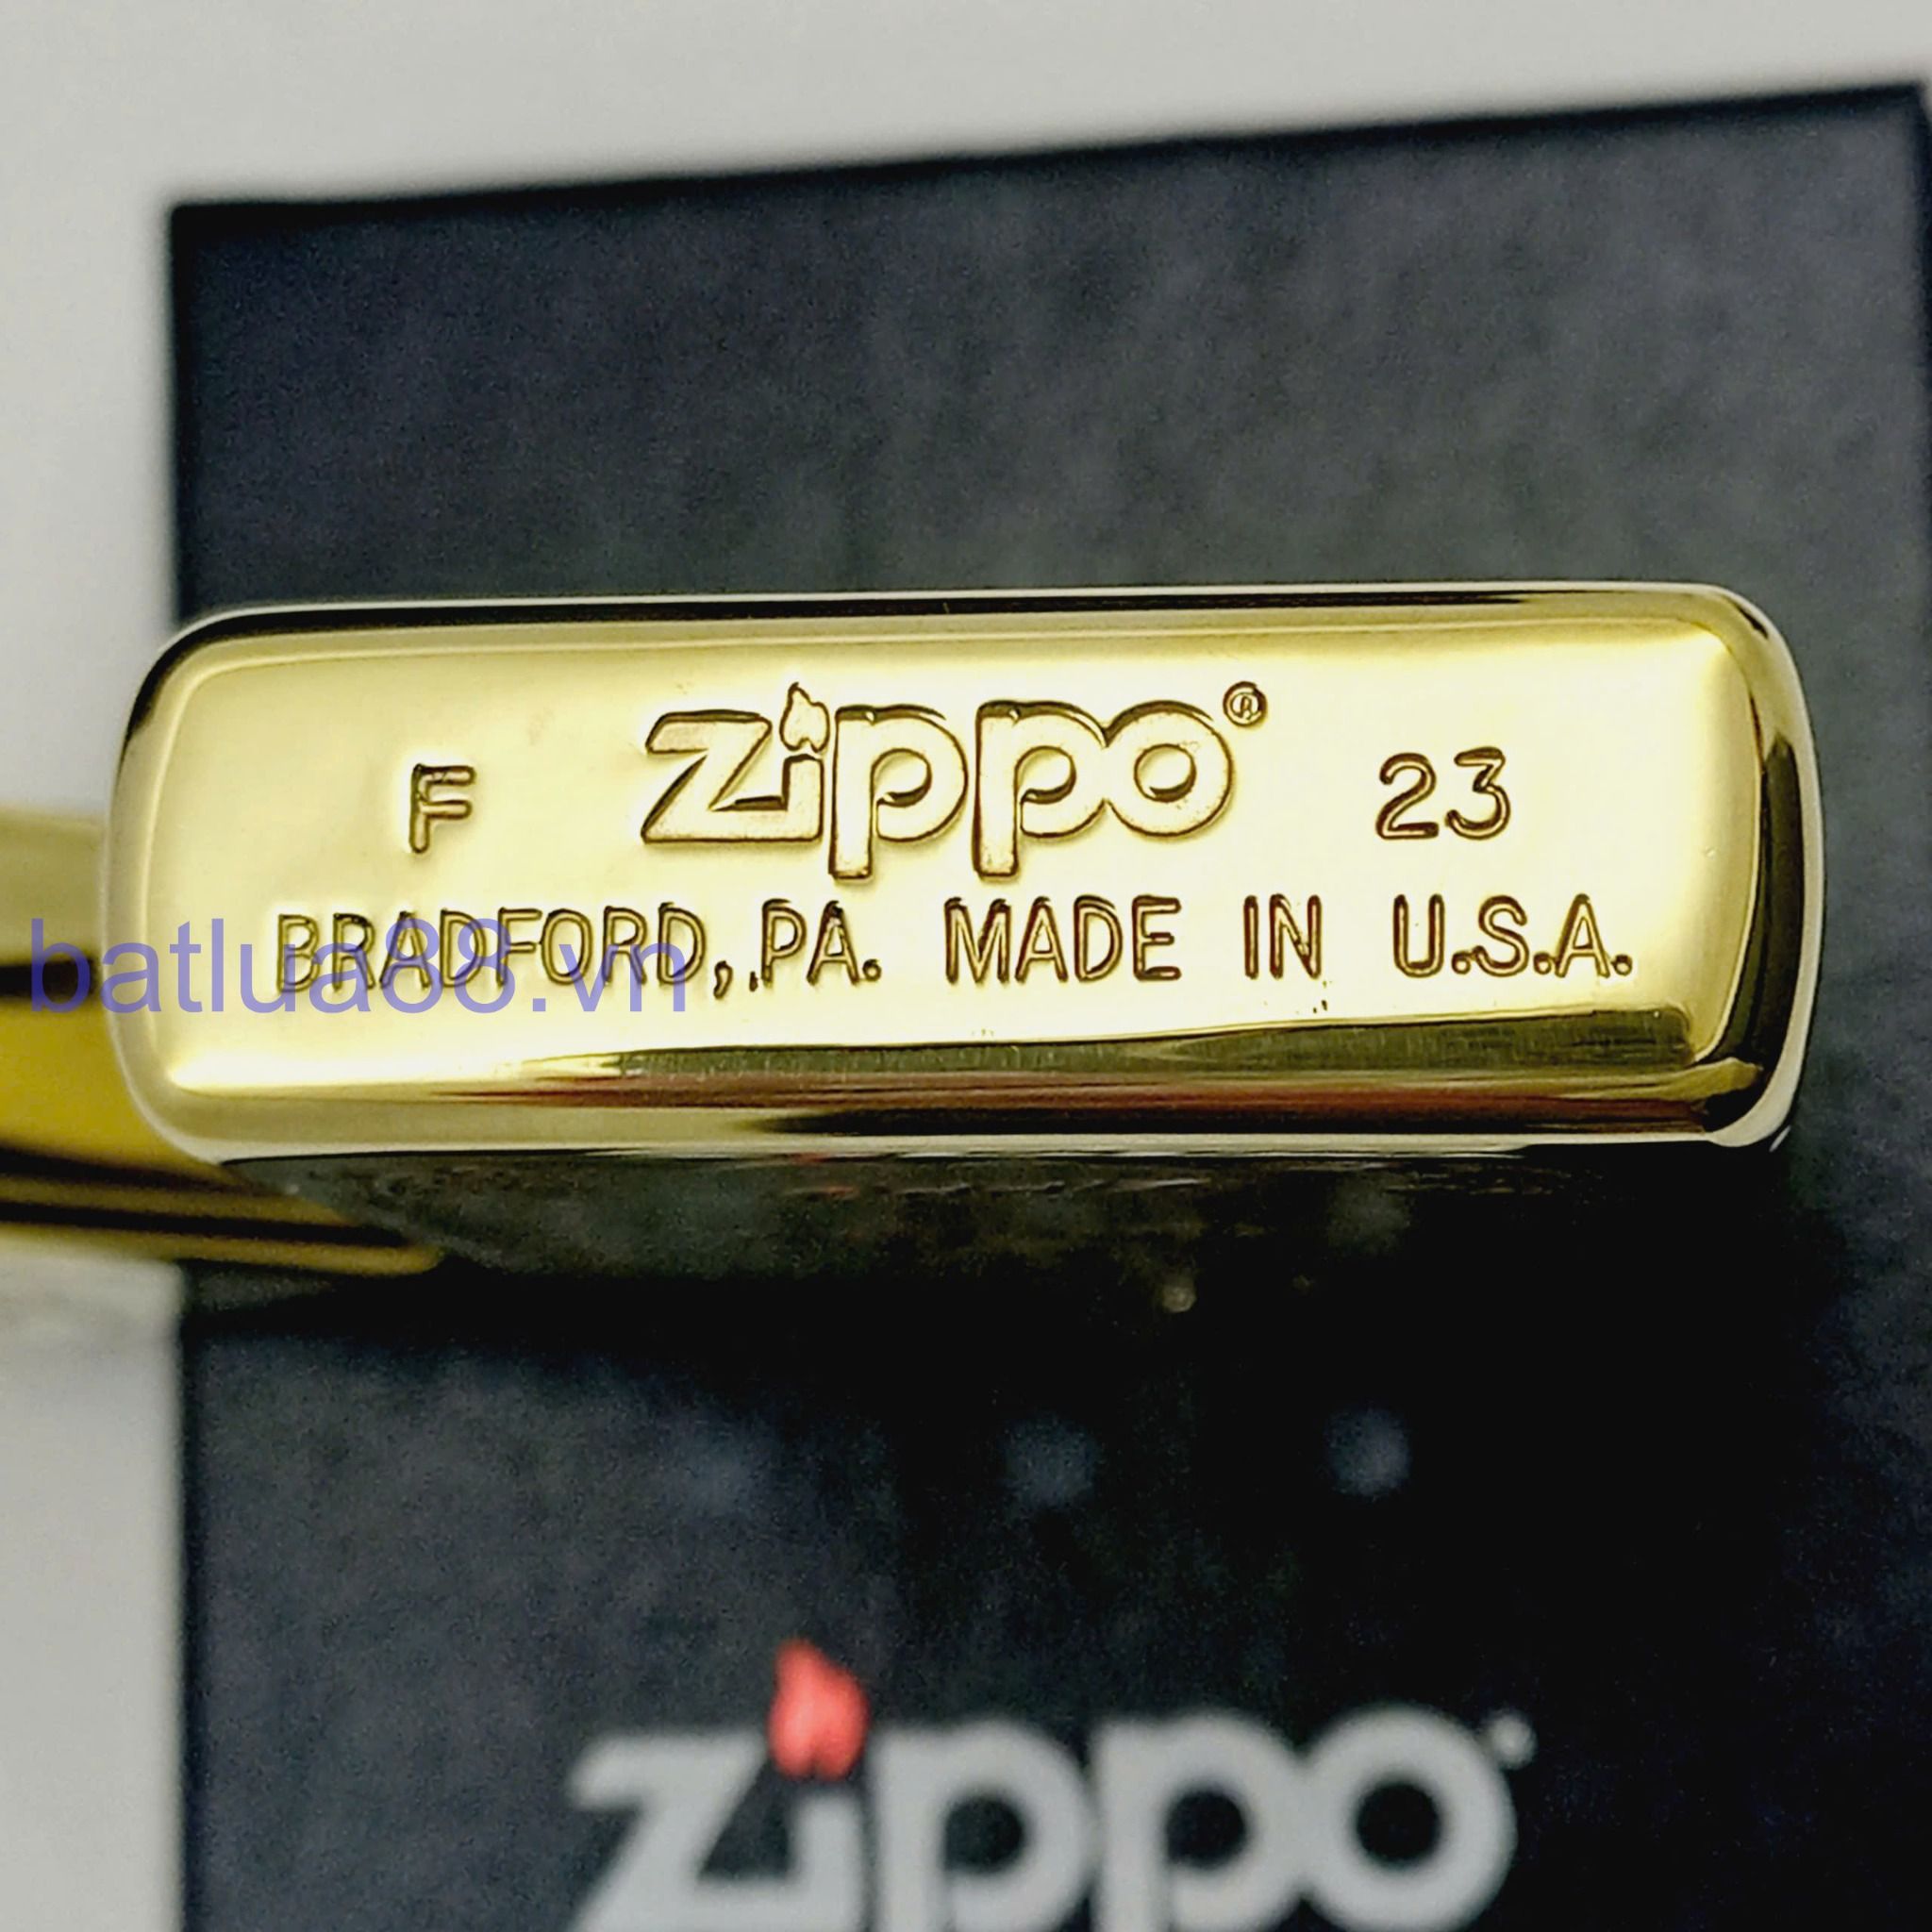 F zippo® 23
BRADFORD, PA. MADE IN U.S.A.
batlua88.vn
zippo